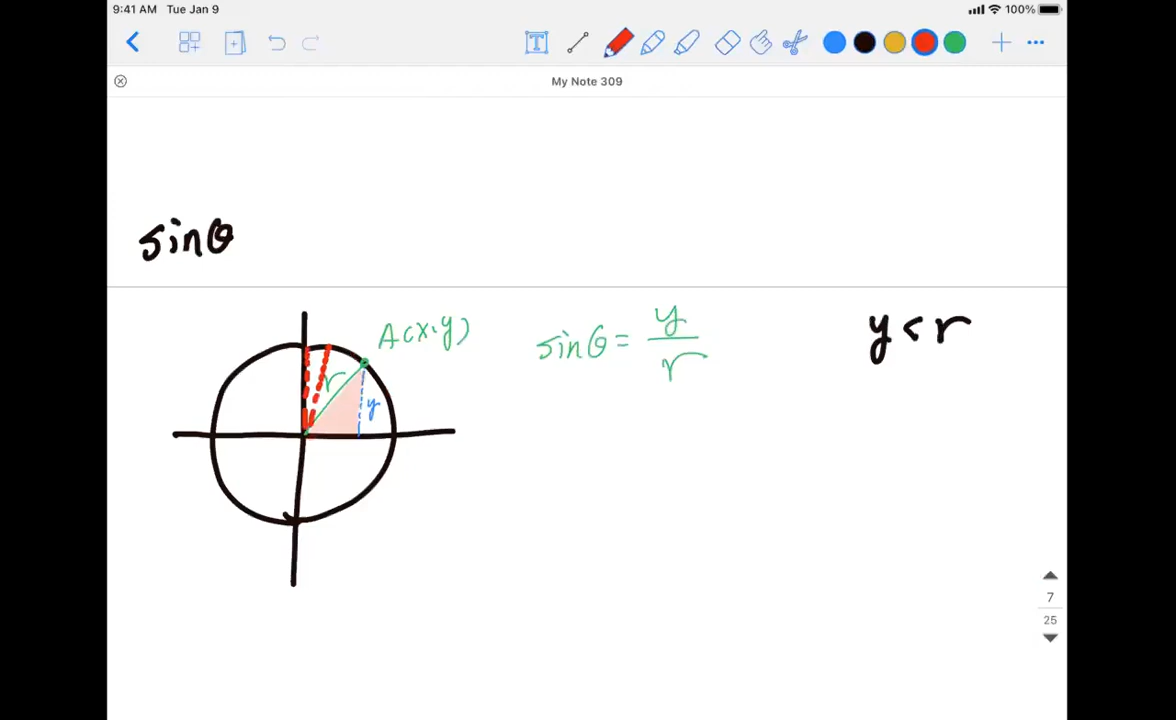 9:41 AM Tue Jan 9 100%
T
My Note 309
sinθ
A(x,y)
sinθ = y/r
y < r
r
y
7
25